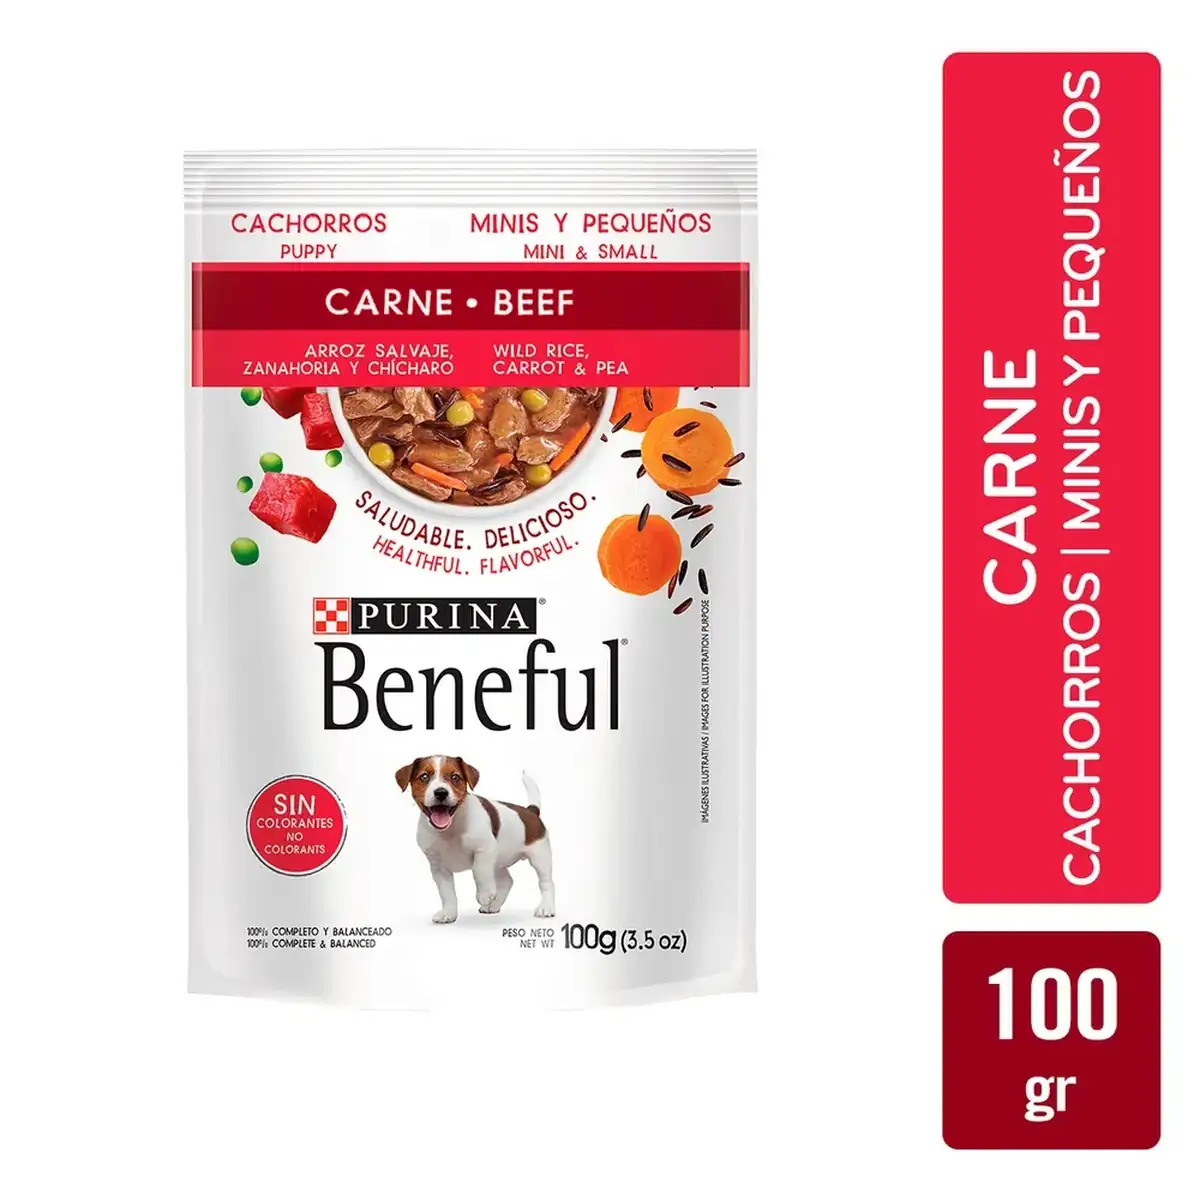 CACHORROS
PUPPY
MINIS Y PEQUEÑOS
MINI & SMALL
CARNE • BEEF
ARROZ SALVAJE,
ZANAHORIA Y CHÍCHARO
WILD RICE,
CARROT & PEA
SALUDABLE. DELICIOSO.
HEALTHFUL. FLAVORFUL.
PURINA®
Beneful®
IMÁGENES ILUSTRATIVAS / IMAGES FOR ILLUSTRATION PURPOSE
SIN
COLORANTES
NO
COLORANTS
100% COMPLETO Y BALANCEADO
100% COMPLETE & BALANCED
PESO NETO
NET WT 100g (3.5 oz)
CARNE
CACHORROS | MINIS Y PEQUEÑOS
100
gr